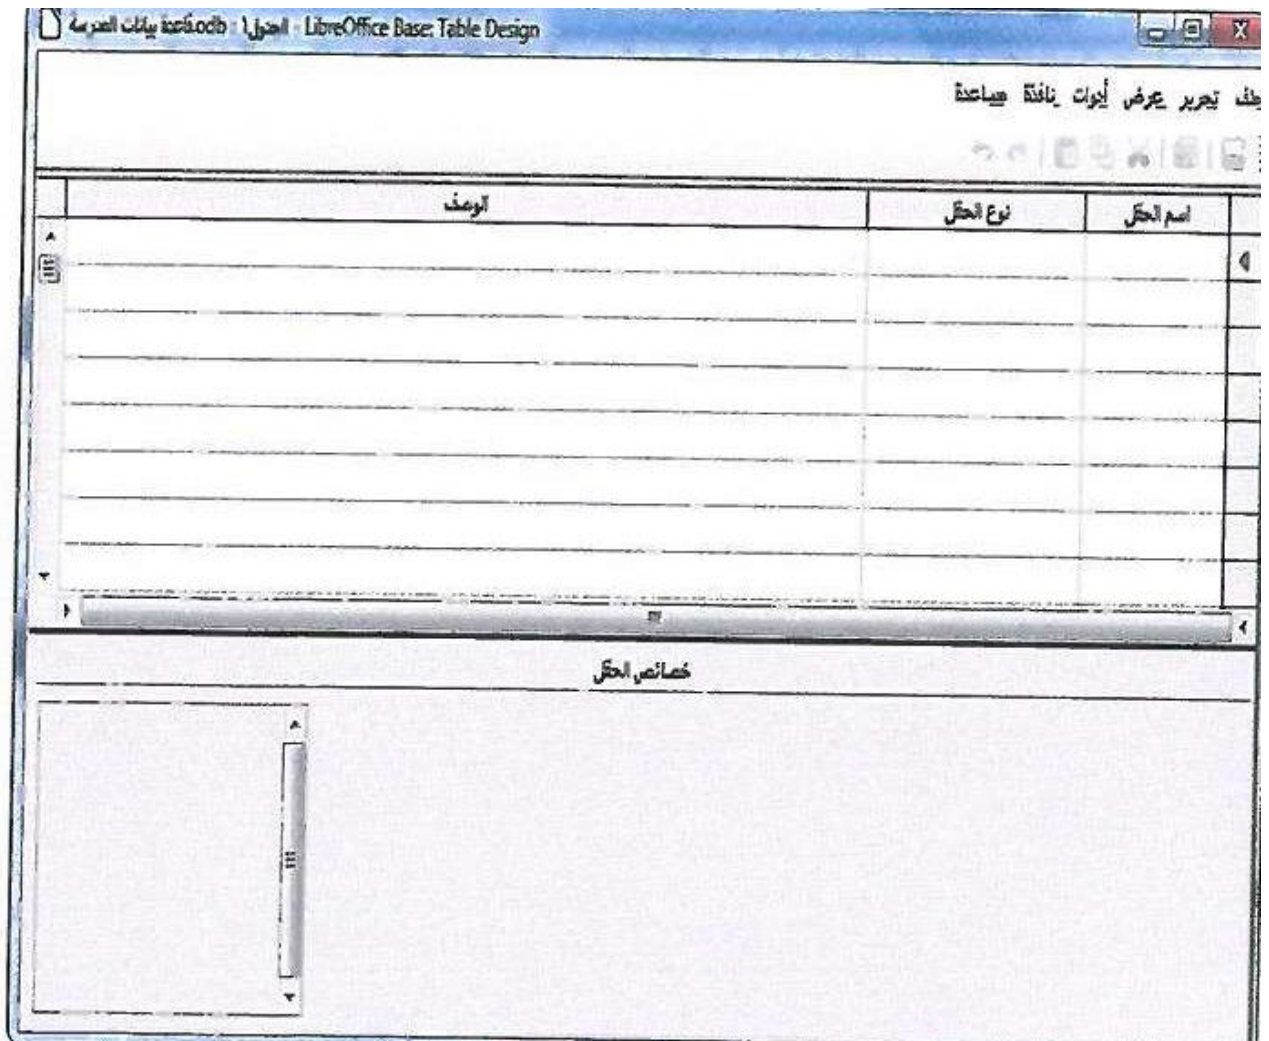 قاعدة بيانات المدرسة.odb : الجدول1 - LibreOffice Base: Table Design
ملف تحرير عرض أدوات نافذة مساعدة
اسم الحقل نوع الحقل الوصف
خصائص الحقل